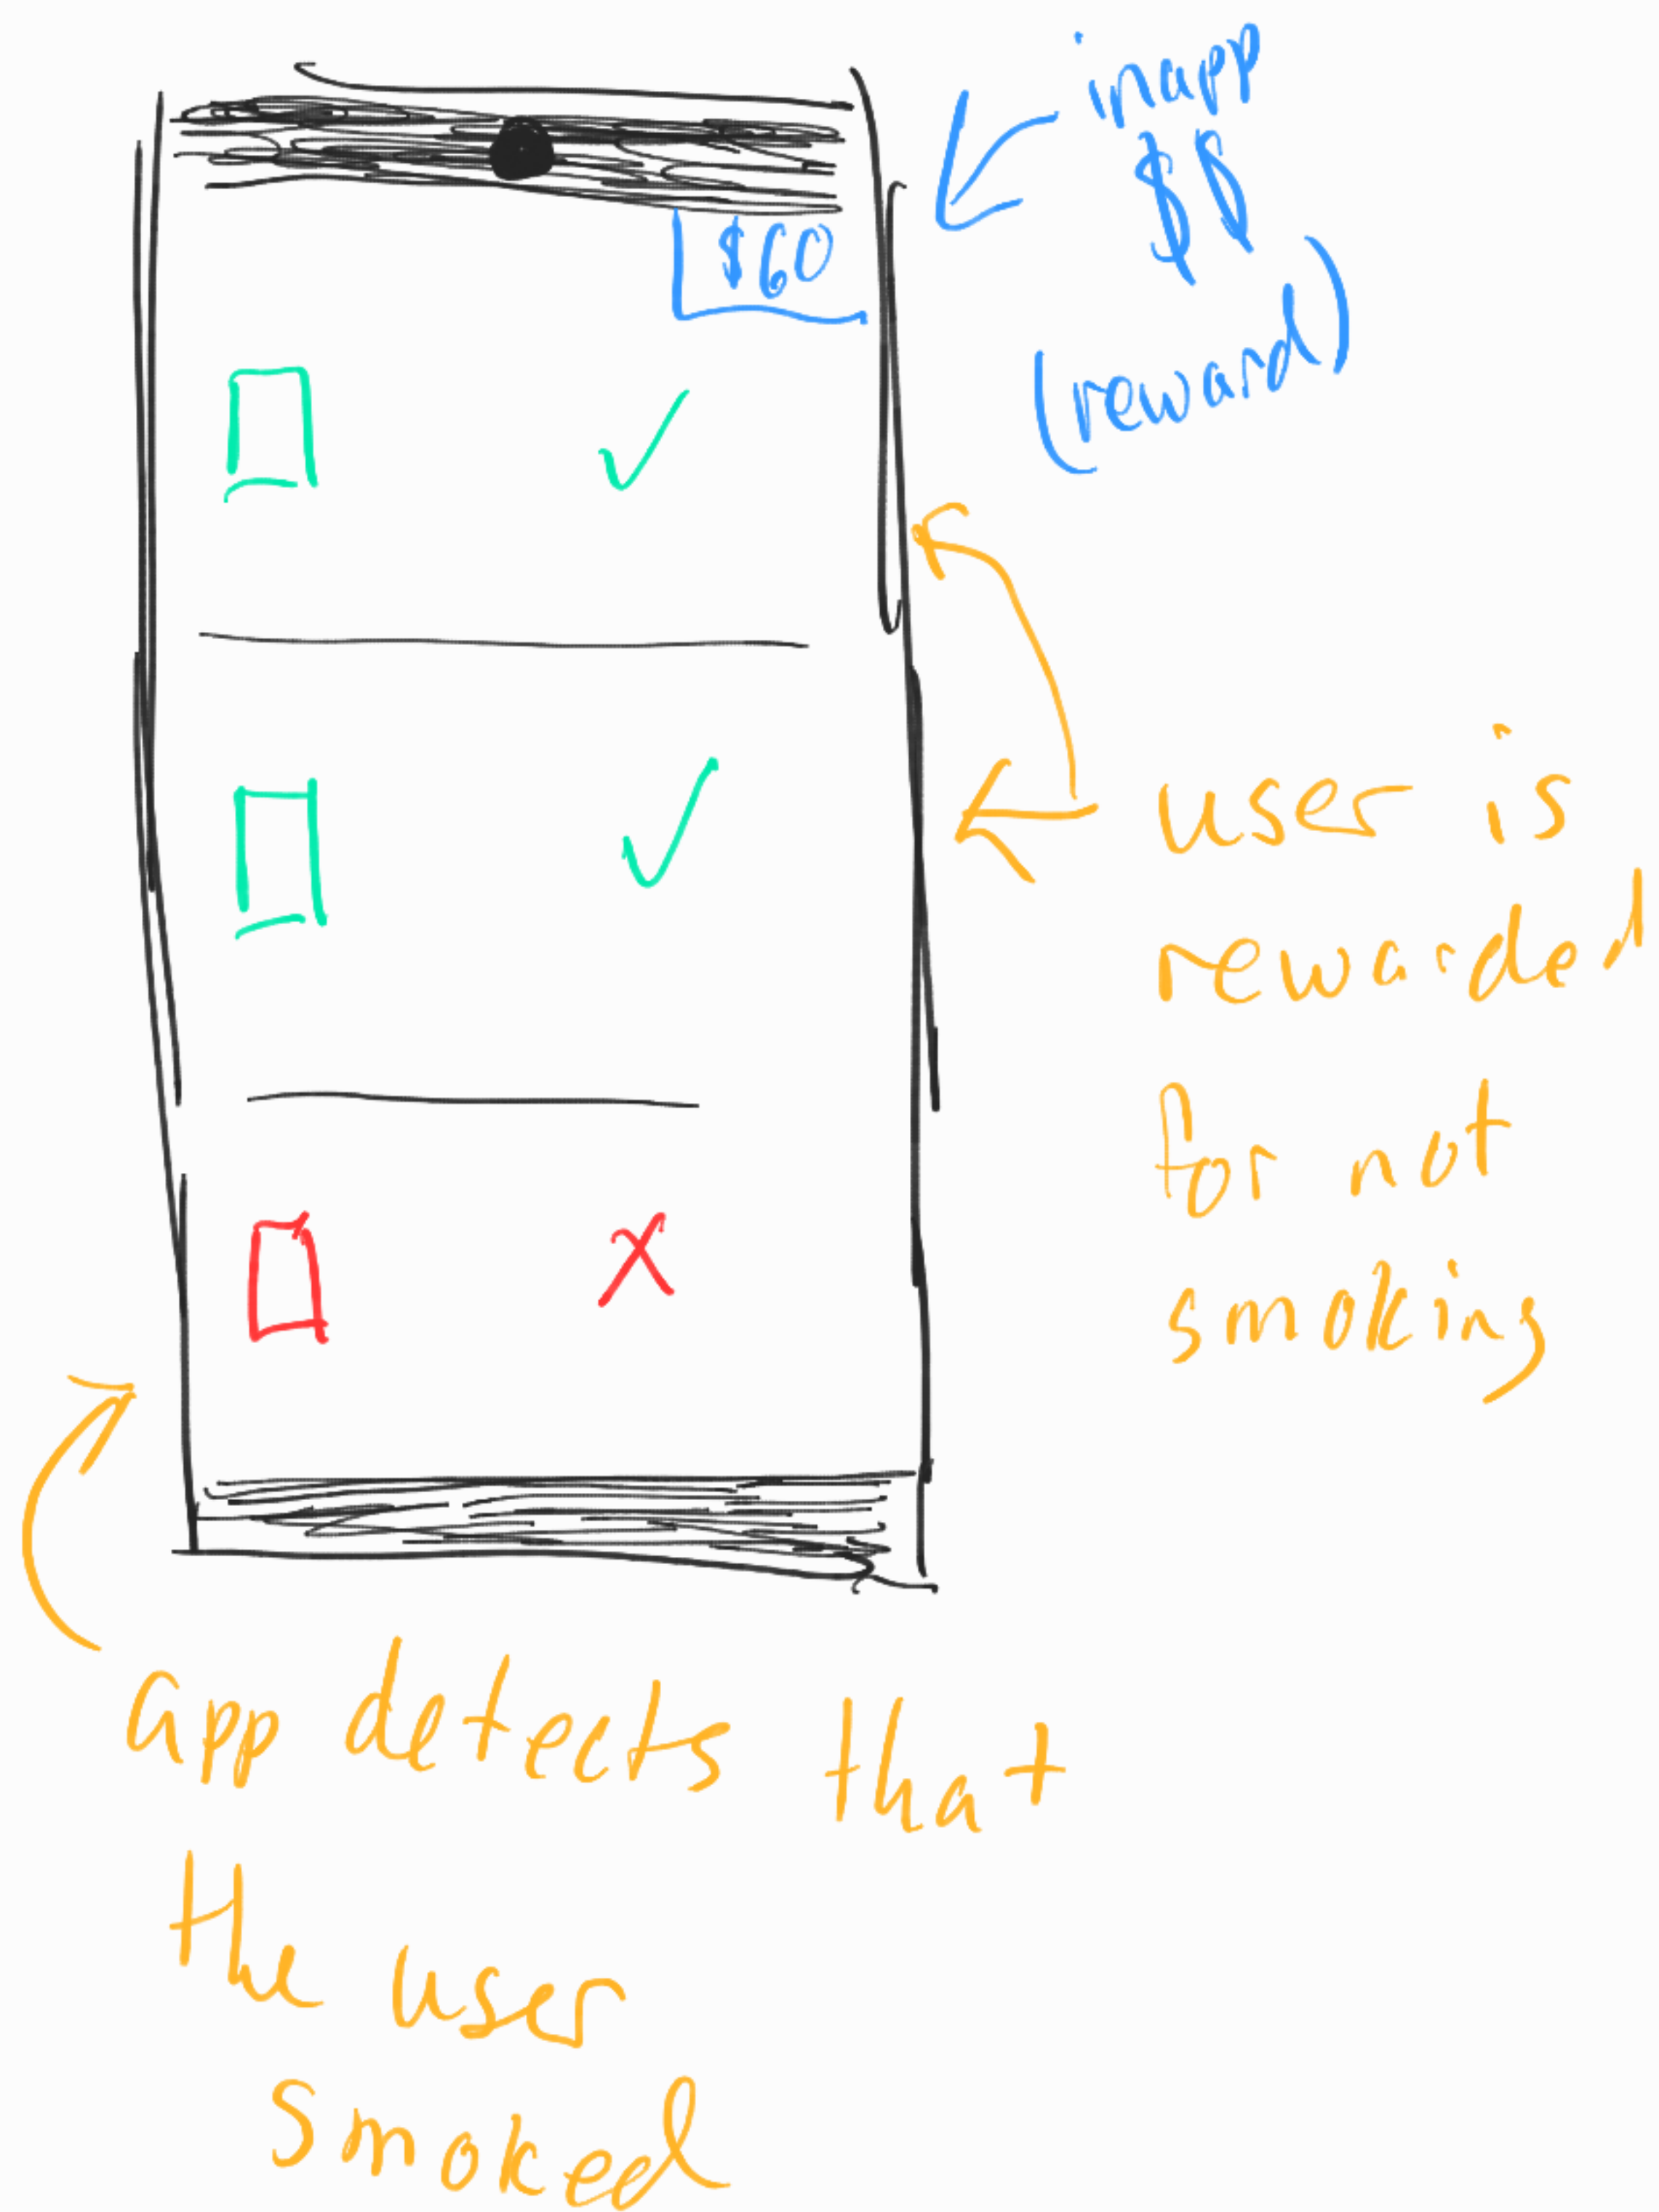 inapp
$$
(reward)
$60
user is
rewarded
for not
smoking
app detects that
the user
smoked